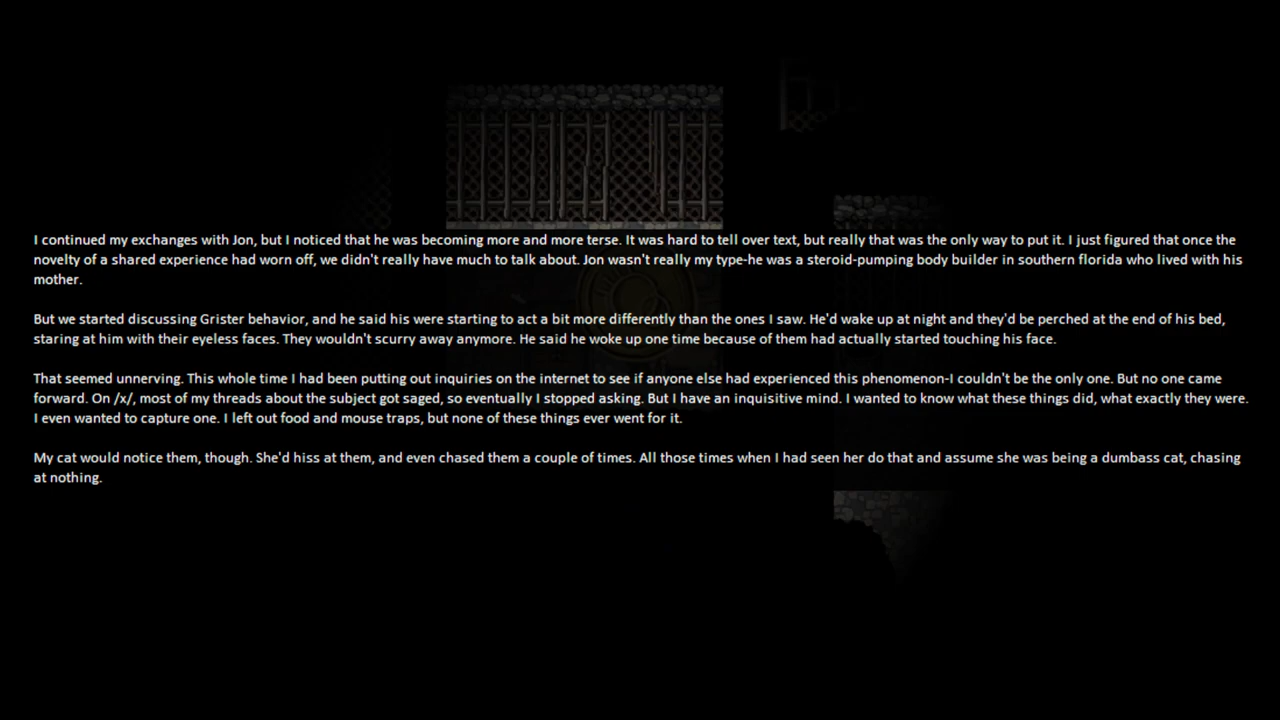 I continued my exchanges with Jon, but I noticed that he was becoming more and more terse. It was hard to tell over text, but really that was the only way to put it. I just figured that once the
novelty of a shared experience had worn off, we didn't really have much to talk about. Jon wasn't really my type-he was a steroid-pumping body builder in southern florida who lived with his
mother.
But we started discussing Grister behavior, and he said his were starting to act a bit more differently than the ones I saw. He'd wake up at night and they'd be perched at the end of his bed,
staring at him with their eyeless faces. They wouldn't scurry away anymore. He said he woke up one time because of them had actually started touching his face.
That seemed unnerving. This whole time I had been putting out inquiries on the internet to see if anyone else had experienced this phenomenon-I couldn't be the only one. But no one came
forward. On /x/, most of my threads about the subject got saged, so eventually I stopped asking. But I have an inquisitive mind. I wanted to know what these things did, what exactly they were.
I even wanted to capture one. I left out food and mouse traps, but none of these things ever went for it.
My cat would notice them, though. She'd hiss at them, and even chased them a couple of times. All those times when I had seen her do that and assume she was being a dumbass cat, chasing
at nothing.